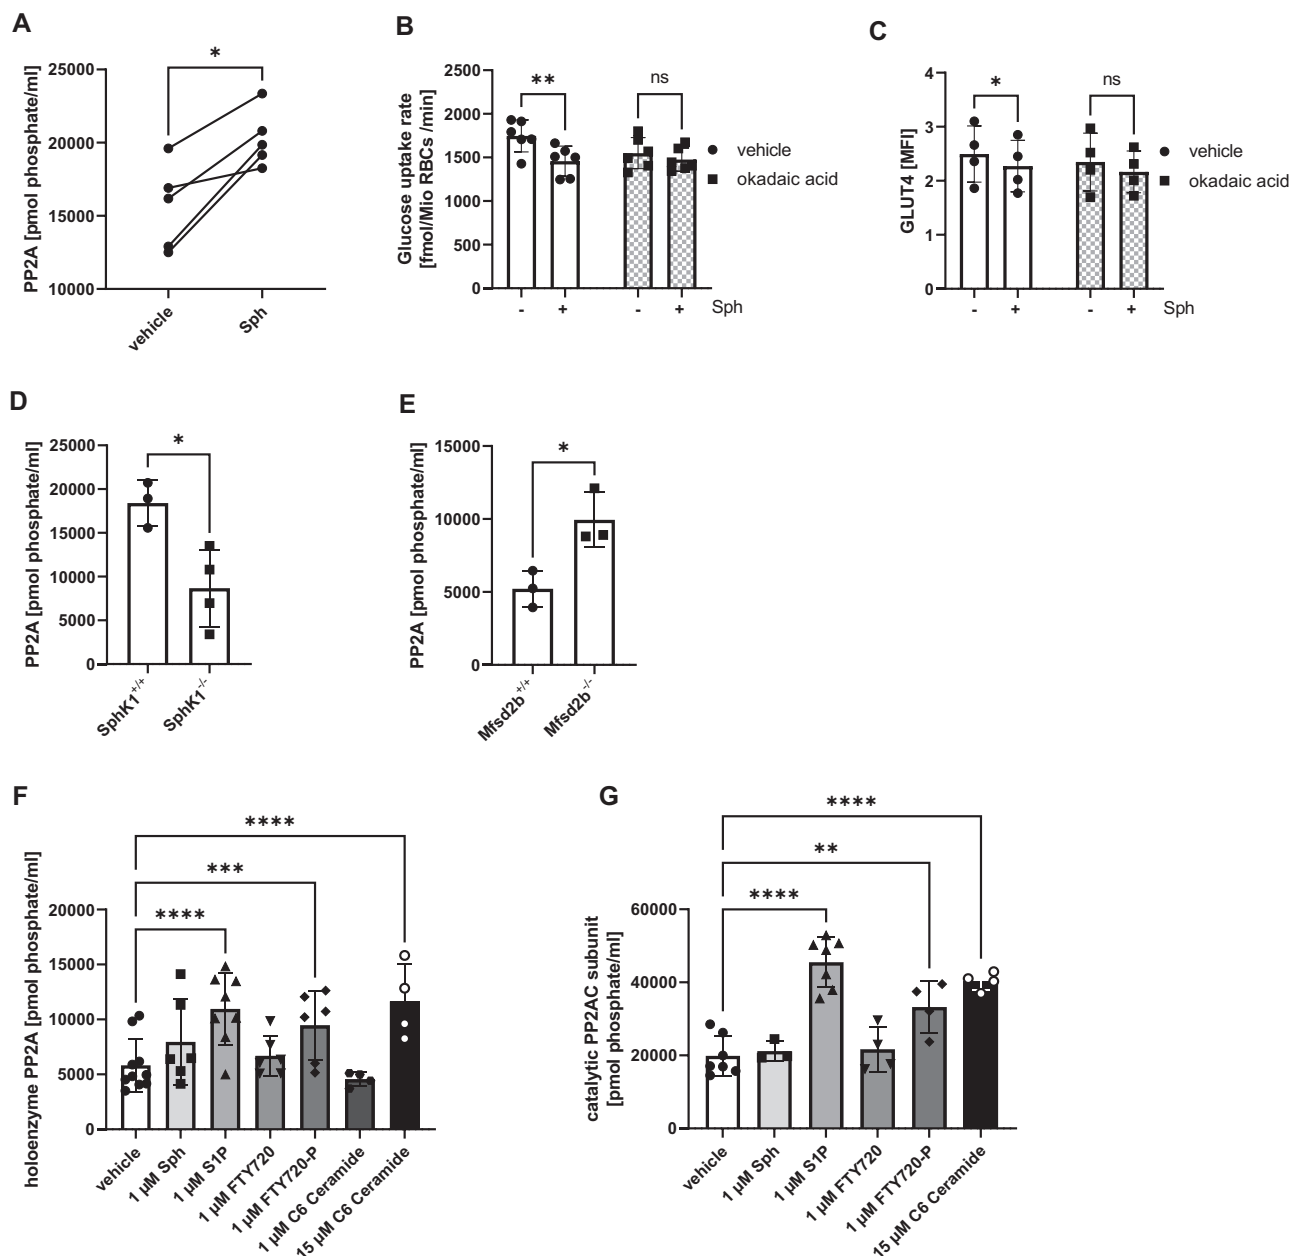 A
PP2A [pmol phosphate/ml]
25000
20000
15000
10000
*
vehicle
Sph
B
Glucose uptake rate
[fmol/Mio RBCs /min]
2500
2000
1500
1000
500
0
**
ns
vehicle
okadaic acid
- + - + Sph
C
GLUT4 [MFI]
4
3
2
1
0
*
ns
vehicle
okadaic acid
- + - + Sph
D
PP2A [pmol phosphate/ml]
25000
20000
15000
10000
5000
0
*
SphK1+/+
SphK1-/-
E
PP2A [pmol phosphate/ml]
15000
10000
5000
0
*
Mfsd2b+/+
Mfsd2b-/-
F
holoenzyme PP2A [pmol phosphate/ml]
20000
15000
10000
5000
0
****
***
****
vehicle
1 µM Sph
1 µM S1P
1 µM FTY720
1 µM FTY720-P
1 µM C6 Ceramide
15 µM C6 Ceramide
G
catalytic PP2AC subunit
[pmol phosphate/ml]
60000
40000
20000
0
****
**
****
vehicle
1 µM Sph
1 µM S1P
1 µM FTY720
1 µM FTY720-P
15 µM C6 Ceramide